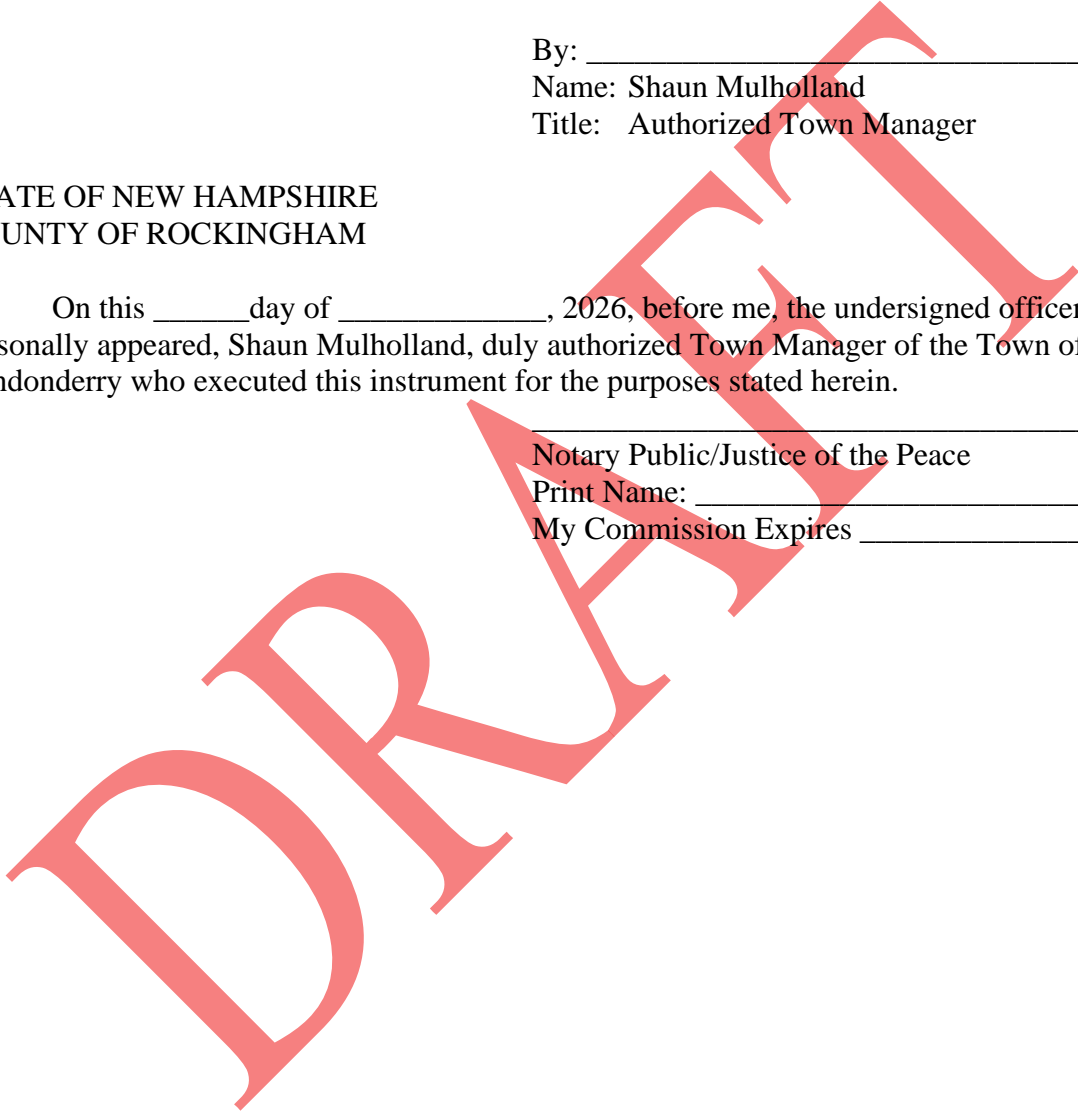 By: _______________________________
Name: Shaun Mulholland
Title: Authorized Town Manager
ATE OF NEW HAMPSHIRE
UNTY OF ROCKINGHAM
On this ______day of _____________, 2026, before me, the undersigned officer
sonally appeared, Shaun Mulholland, duly authorized Town Manager of the Town of
ndonderry who executed this instrument for the purposes stated herein.
___________________________________
Notary Public/Justice of the Peace
Print Name: ________________________
My Commission Expires ______________
DRAFT